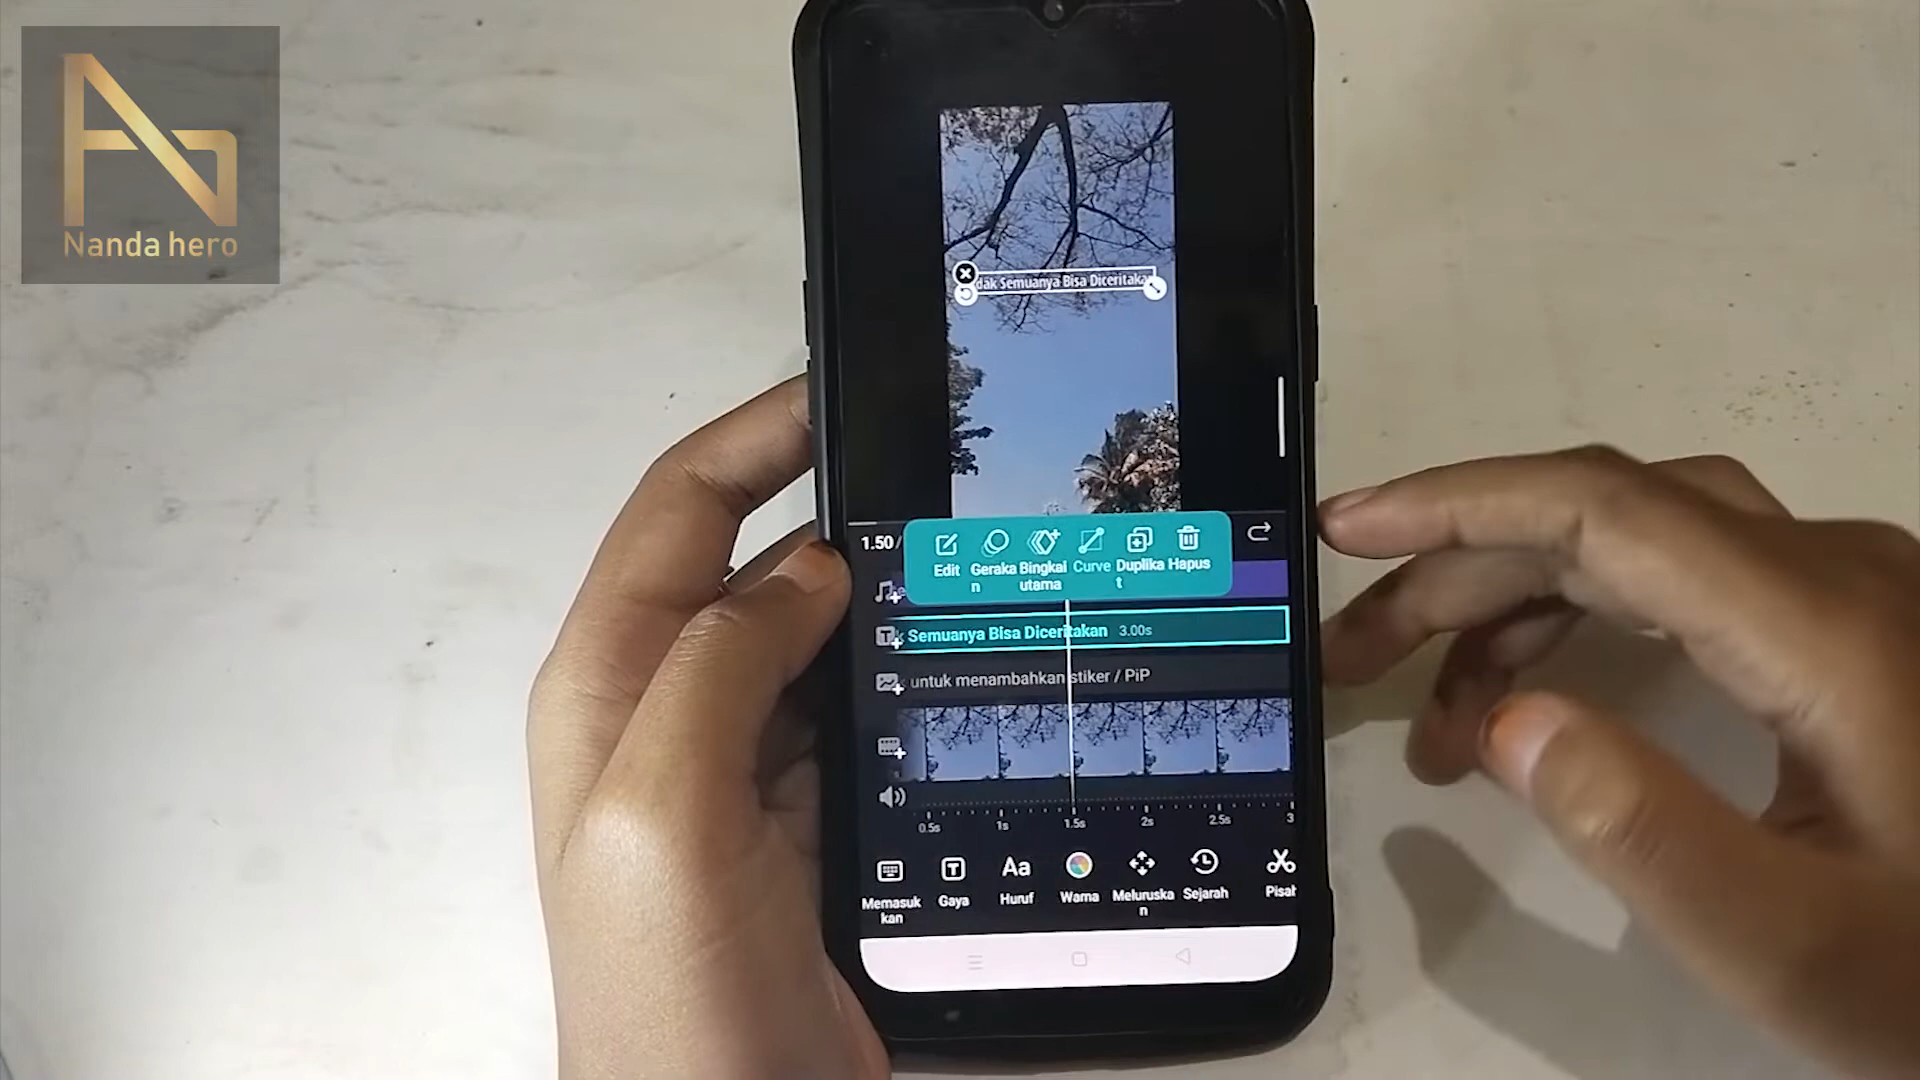 Nanda hero
dak Semuanya Bisa Diceritakan
1.50 /
Edit
Geraka
n
Bingkai
utama
Curve
Duplika
t
Hapus
k Semuanya Bisa Diceritakan 3.00s
untuk menambahkan stiker / PiP
0.5s 1s 1.5s 2s 2.5s 3
Memasuk
kan
Gaya
Aa
Huruf
Warna
Meluruska
n
Sejarah
Pisah